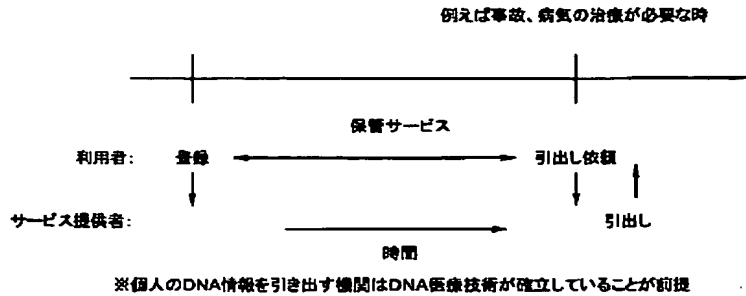 例えば事故、病気の治療が必要な時
保管サービス
利用者: 登録 引出し依頼
サービス提供者: 引出し
時間
※個人のDNA情報を引き出す機関はDNA医療技術が確立していることが前提